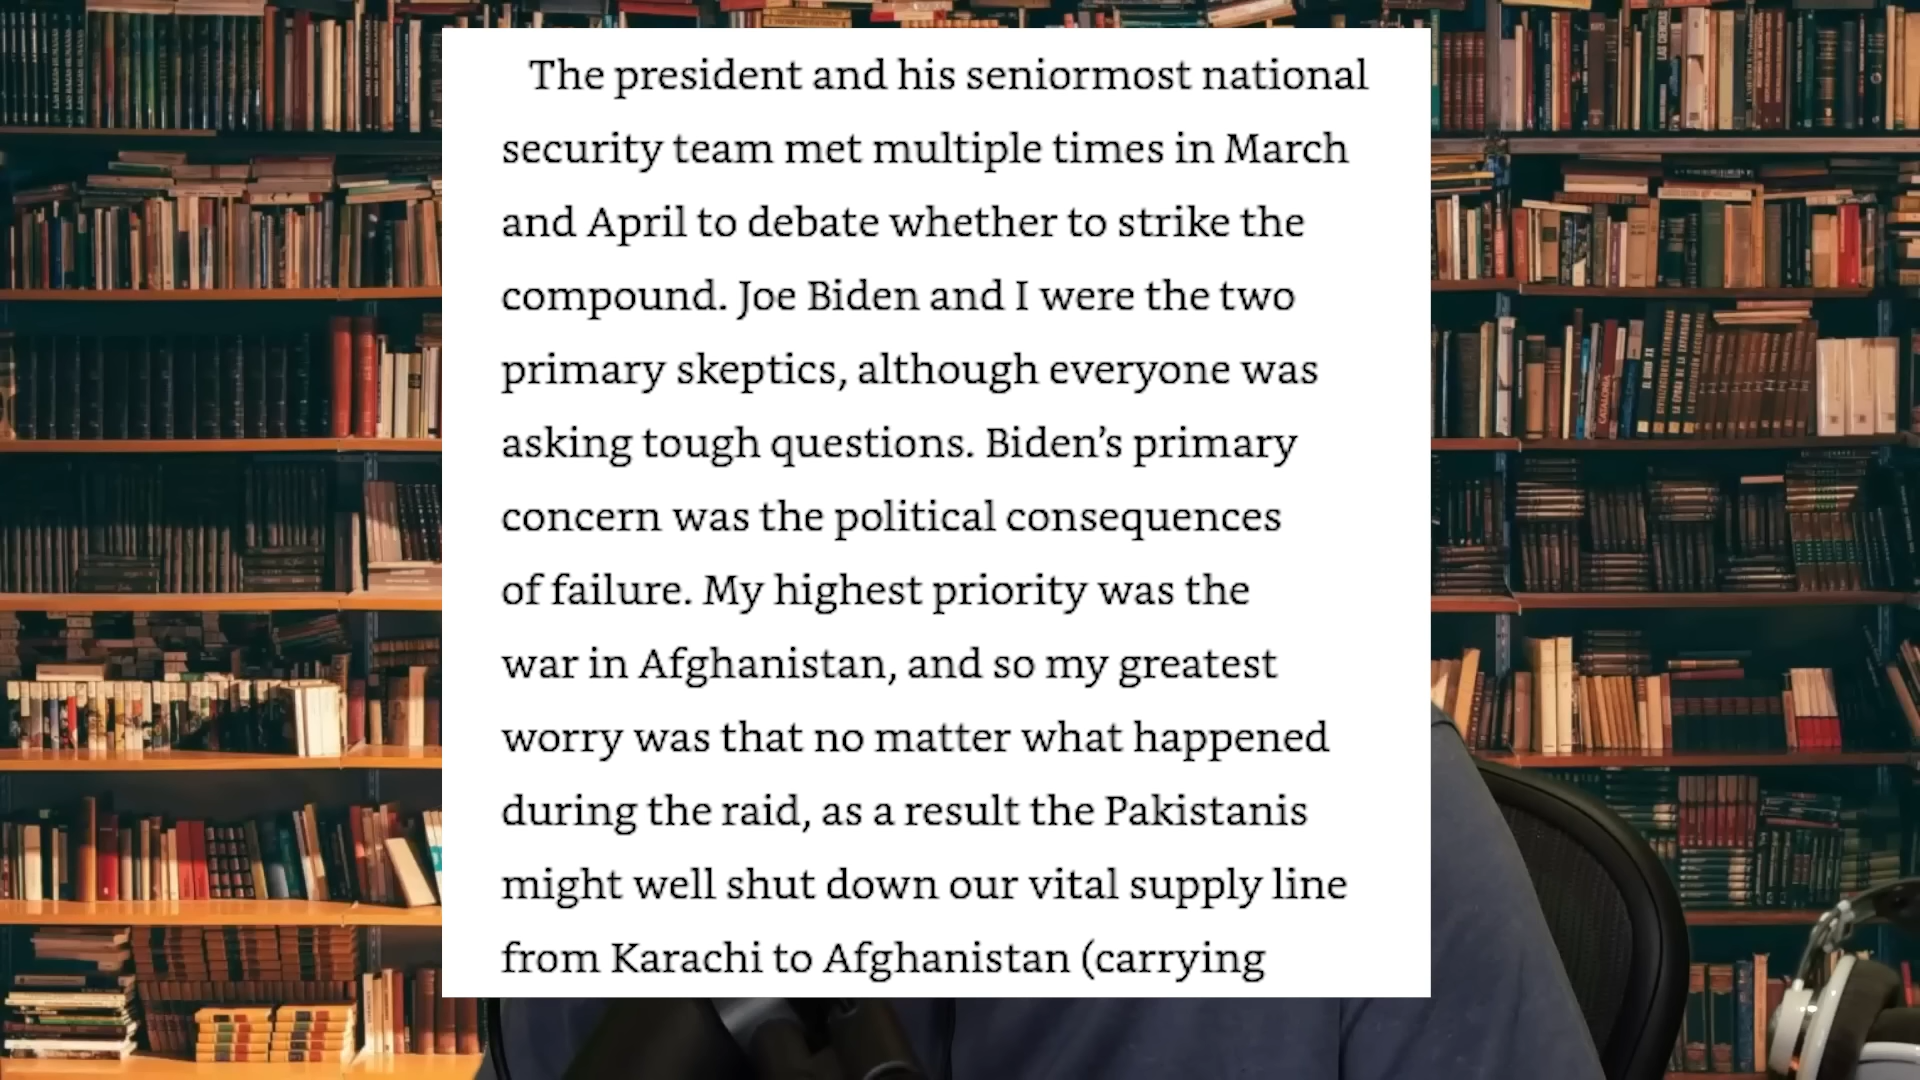 The president and his seniormost national
security team met multiple times in March
and April to debate whether to strike the
compound. Joe Biden and I were the two
primary skeptics, although everyone was
asking tough questions. Biden’s primary
concern was the political consequences
of failure. My highest priority was the
war in Afghanistan, and so my greatest
worry was that no matter what happened
during the raid, as a result the Pakistanis
might well shut down our vital supply line
from Karachi to Afghanistan (carrying